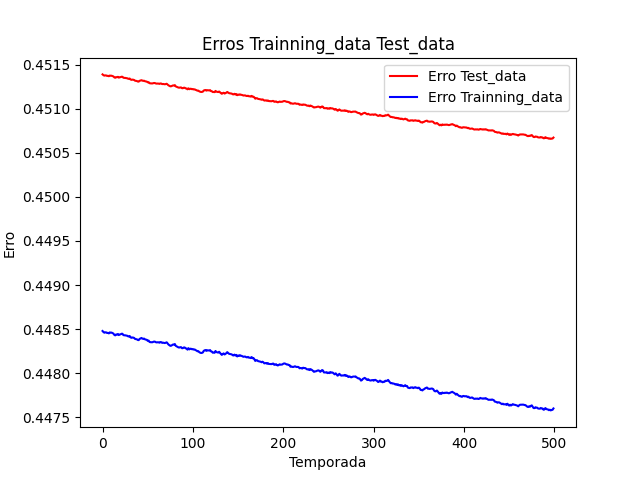 Erros Trainning_data Test_data
Erro Test_data
Erro Trainning_data
Erro
0.4515
0.4510
0.4505
0.4500
0.4495
0.4490
0.4485
0.4480
0.4475
0 100 200 300 400 500
Temporada